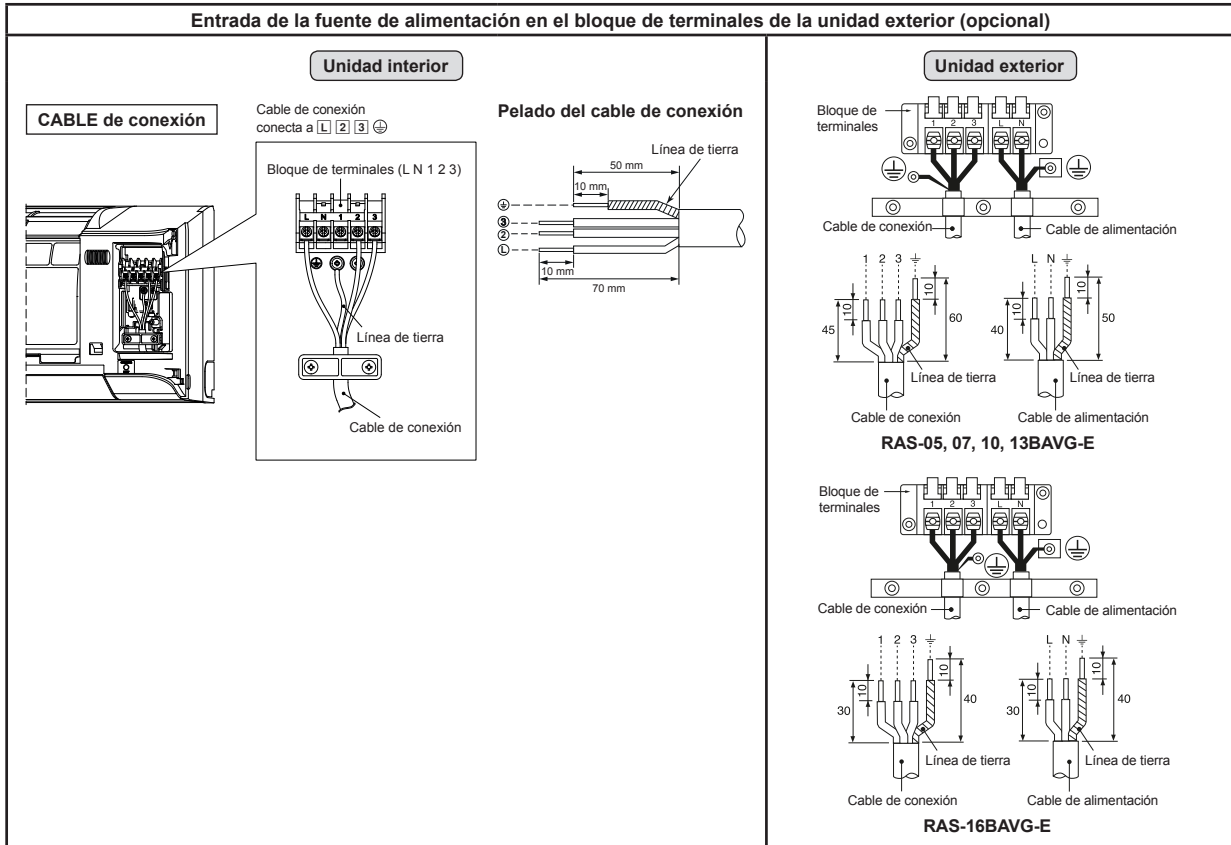 Entrada de la fuente de alimentación en el bloque de terminales de la unidad exterior (opcional)
Unidad interior
CABLE de conexión
Cable de conexión
conecta a L 2 3 ⏚
Bloque de terminales (L N 1 2 3)
L N 1 2 3
Línea de tierra
Cable de conexión
Pelado del cable de conexión
Línea de tierra
50 mm
10 mm
⏚
3
2
L
10 mm
70 mm
Unidad exterior
Bloque de
terminales
1 2 3 L N
Cable de conexión
Cable de alimentación
1 2 3 ⏚
L N ⏚
10
10
45
60
10
10
40
50
Línea de tierra
Línea de tierra
Cable de conexión
Cable de alimentación
RAS-05, 07, 10, 13BAVG-E
Bloque de
terminales
1 2 3 L N
Cable de conexión
Cable de alimentación
1 2 3 ⏚
L N ⏚
10
10
30
40
10
10
30
40
Línea de tierra
Línea de tierra
Cable de conexión
Cable de alimentación
RAS-16BAVG-E